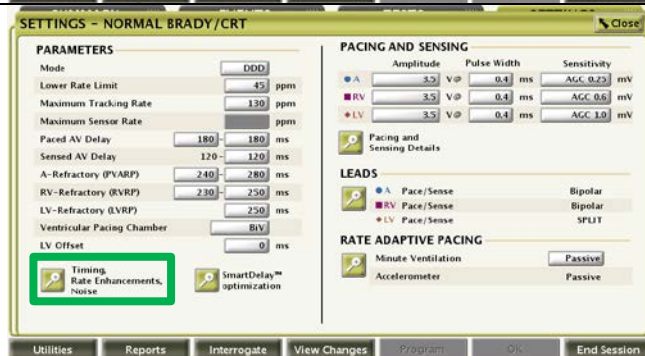 SETTINGS - NORMAL BRADY/CRT
Close
PARAMETERS
Mode DDD
Lower Rate Limit 45 ppm
Maximum Tracking Rate 130 ppm
Maximum Sensor Rate ppm
Paced AV Delay 180 - 180 ms
Sensed AV Delay 120 - 120 ms
A-Refractory (PVARP) 240 - 280 ms
RV-Refractory (RVRP) 230 - 250 ms
LV-Refractory (LVRP) 250 ms
Ventricular Pacing Chamber BiV
LV Offset 0 ms
Timing,
Rate Enhancements,
Noise
SmartDelay™
optimization
PACING AND SENSING
Amplitude Pulse Width Sensitivity
A 3.5 V@ 0.4 ms AGC 0.25 mV
RV 3.5 V@ 0.4 ms AGC 0.6 mV
LV 3.5 V@ 0.4 ms AGC 1.0 mV
Pacing and
Sensing Details
LEADS
A Pace/Sense Bipolar
RV Pace/Sense Bipolar
LV Pace/Sense SPLIT
RATE ADAPTIVE PACING
Minute Ventilation Passive
Accelerometer Passive
Utilities Reports Interrogate View Changes Program OK End Session